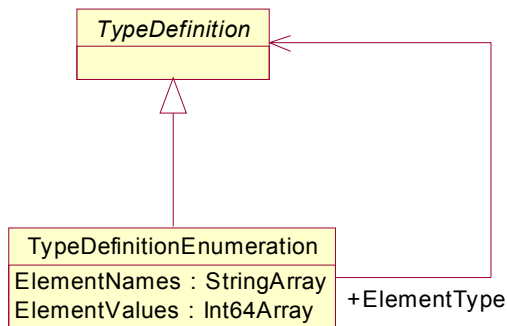 TypeDefinition
TypeDefinitionEnumeration
ElementNames : StringArray
ElementValues : Int64Array
+ElementType